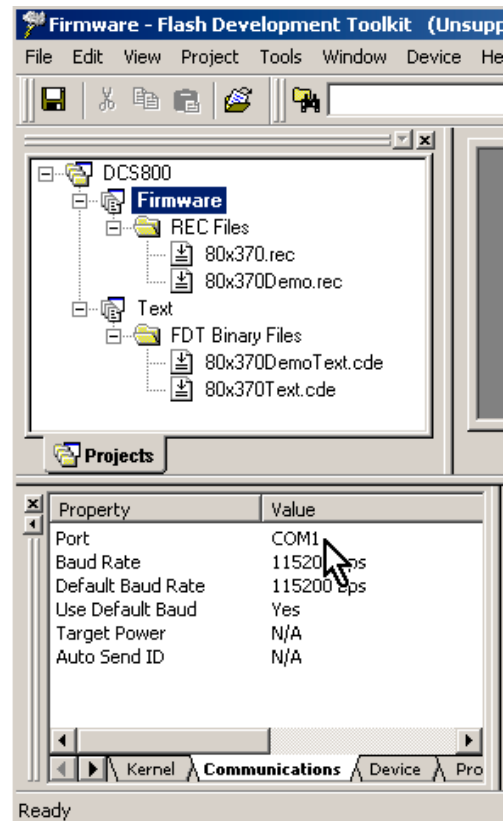 Firmware - Flash Development Toolkit (Unsupp
File Edit View Project Tools Window Device He
DCS800
Firmware
REC Files
80x370.rec
80x370Demo.rec
Text
FDT Binary Files
80x370DemoText.cde
80x370Text.cde
Projects
Property Value
Port COM1
Baud Rate 115200 bps
Default Baud Rate 115200 bps
Use Default Baud Yes
Target Power N/A
Auto Send ID N/A
Kernel Communications Device Pro
Ready